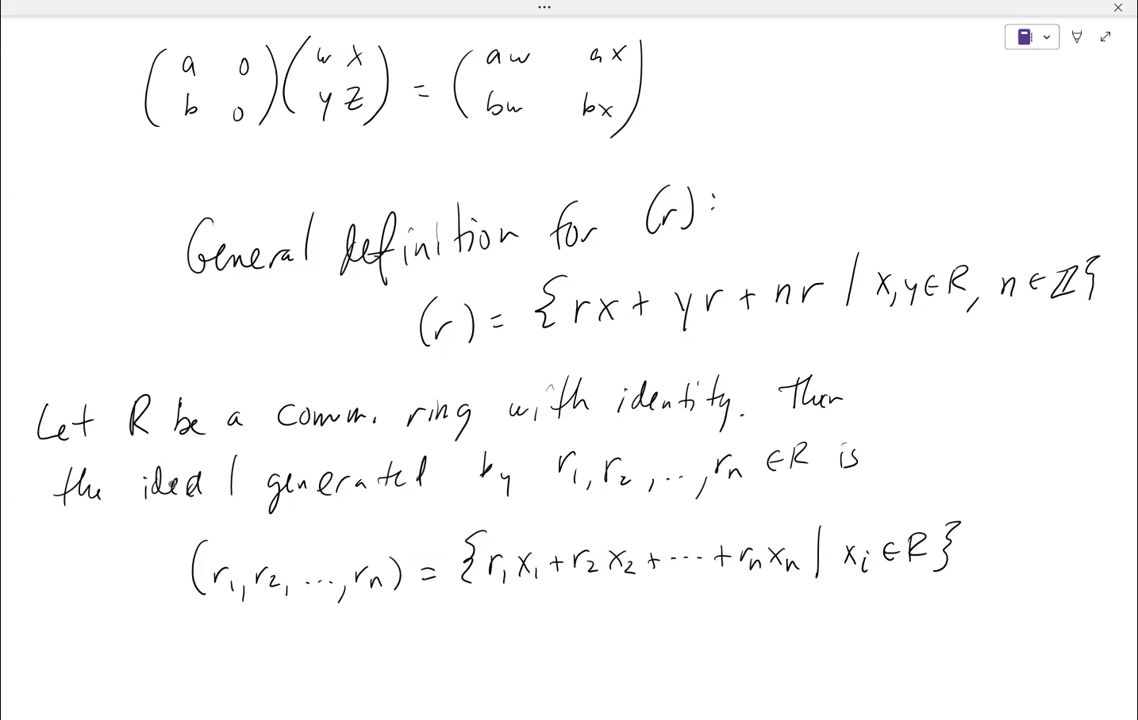 (a 0 b 0)(w x y z) = (aw ax bw bx)
General definition for (r):
(r) = {rx + yr + nr | x,y∈R, n∈ℤ}
Let R be a comm. ring with identity. Then
the ideal generated by r₁, r₂, ..., rₙ ∈R is
(r₁, r₂, ..., rₙ) = {r₁x₁ + r₂x₂ + ··· + rₙxₙ | xᵢ ∈ R}